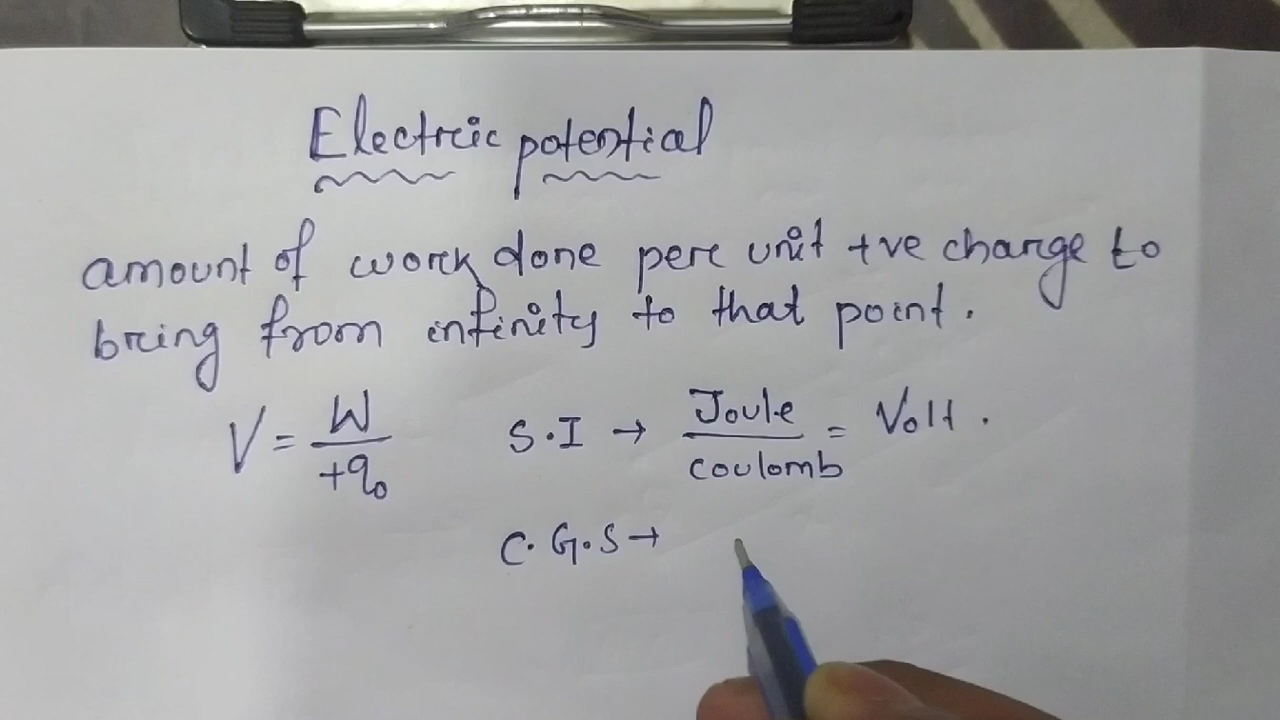 Electric potential
amount of work done per unit +ve charge to
bring from infinity to that point.
V = W / +q₀ S.I → Joule / coulomb = Volt.
C.G.S →